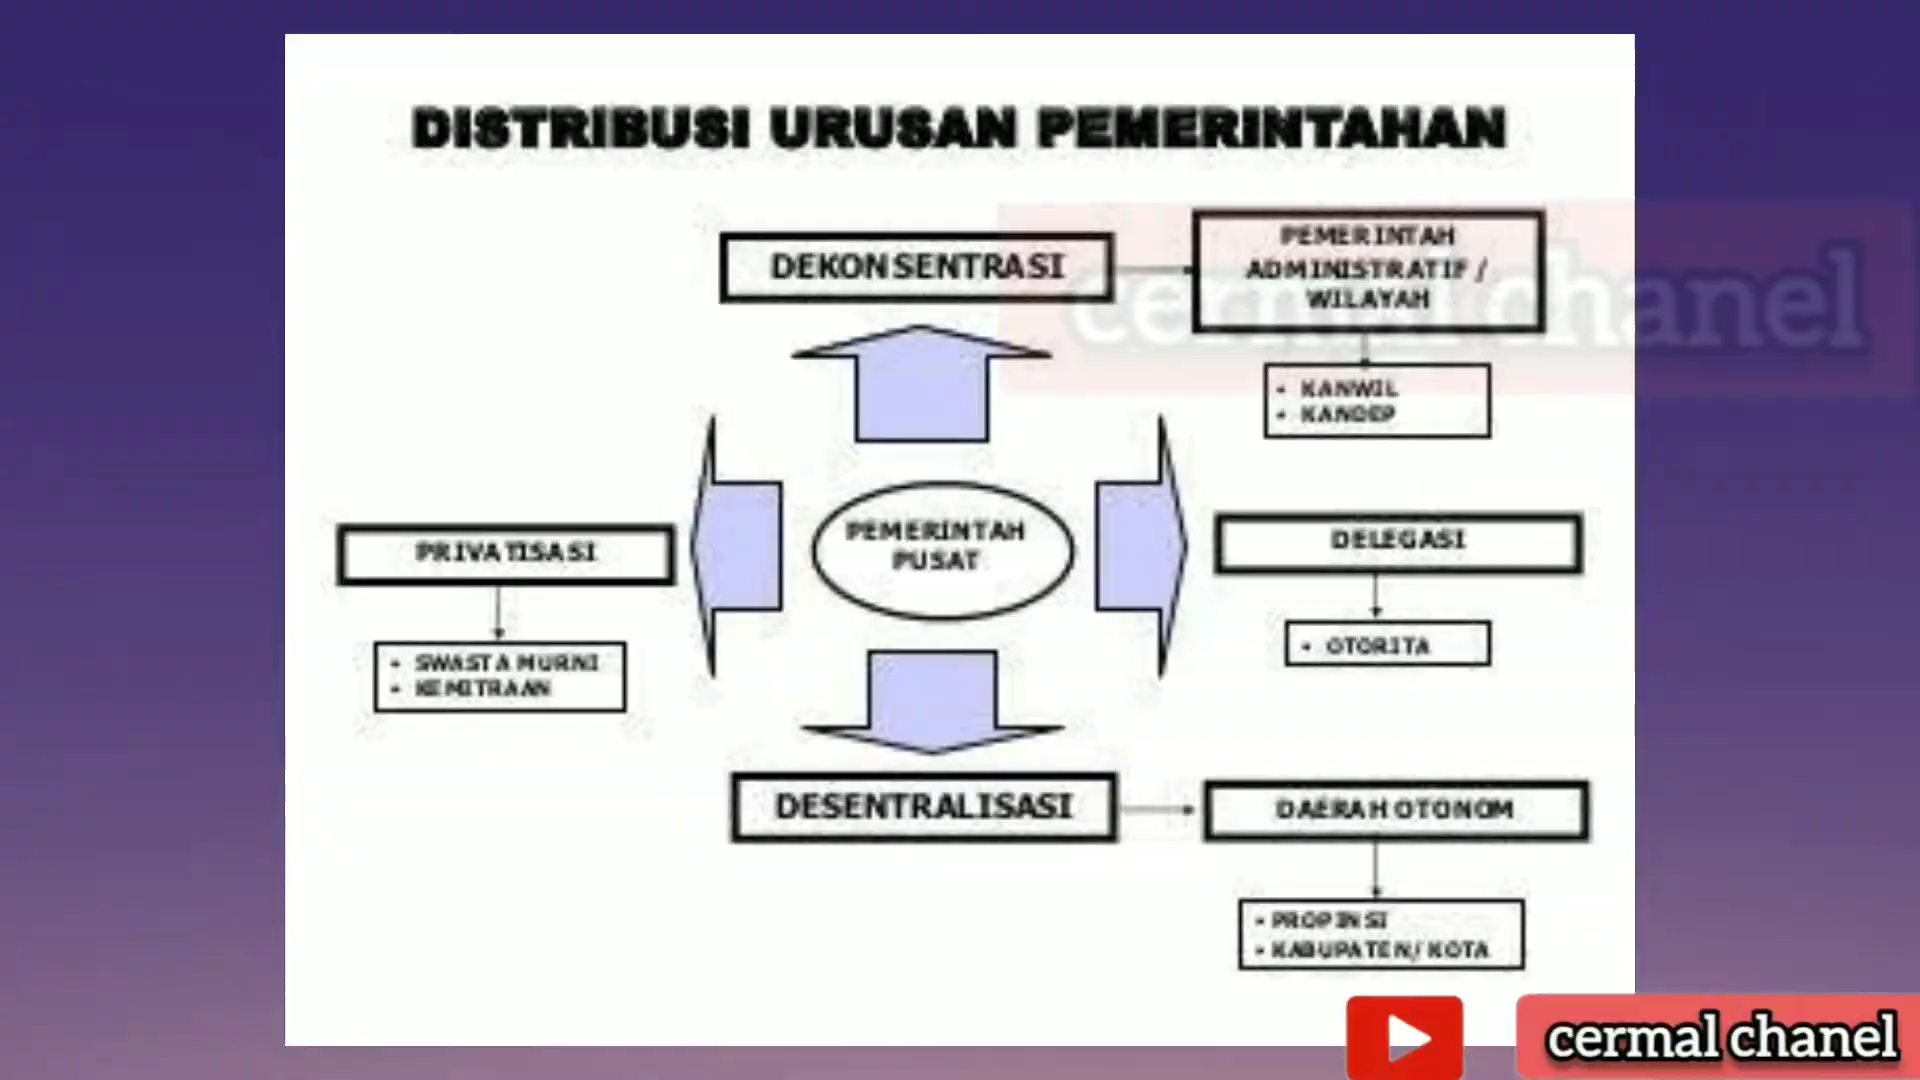 DISTRIBUSI URUSAN PEMERINTAHAN
DEKONSENTRASI
PEMERINTAH
ADMINISTRATIF /
WILAYAH
cermal chanel
• KANWIL
• KANDEP
PEMERINTAH
PUSAT
PRIVATISASI
DELEGASI
• SWASTA MURNI
• KEMITRAAN
• OTORITA
DESENTRALISASI
DAERAH OTONOM
• PROPINSI
• KABUPATEN/ KOTA
cermal chanel